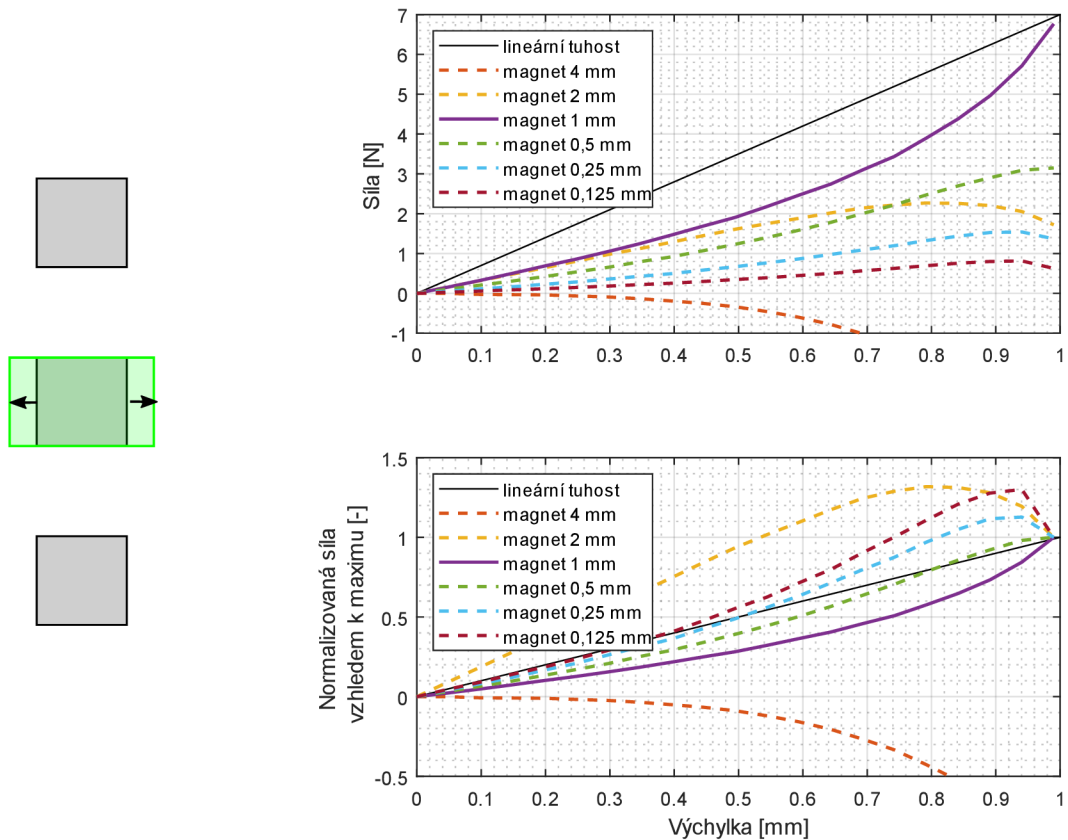 7
6
5
4
3
2
1
0
-1
Síla [N]
lineární tuhost
magnet 4 mm
magnet 2 mm
magnet 1 mm
magnet 0,5 mm
magnet 0,25 mm
magnet 0,125 mm
0 0.1 0.2 0.3 0.4 0.5 0.6 0.7 0.8 0.9 1
1.5
1
0.5
0
-0.5
Normalizovaná síla
vzhledem k maximu [-]
lineární tuhost
magnet 4 mm
magnet 2 mm
magnet 1 mm
magnet 0,5 mm
magnet 0,25 mm
magnet 0,125 mm
0 0.1 0.2 0.3 0.4 0.5 0.6 0.7 0.8 0.9 1
Výchylka [mm]